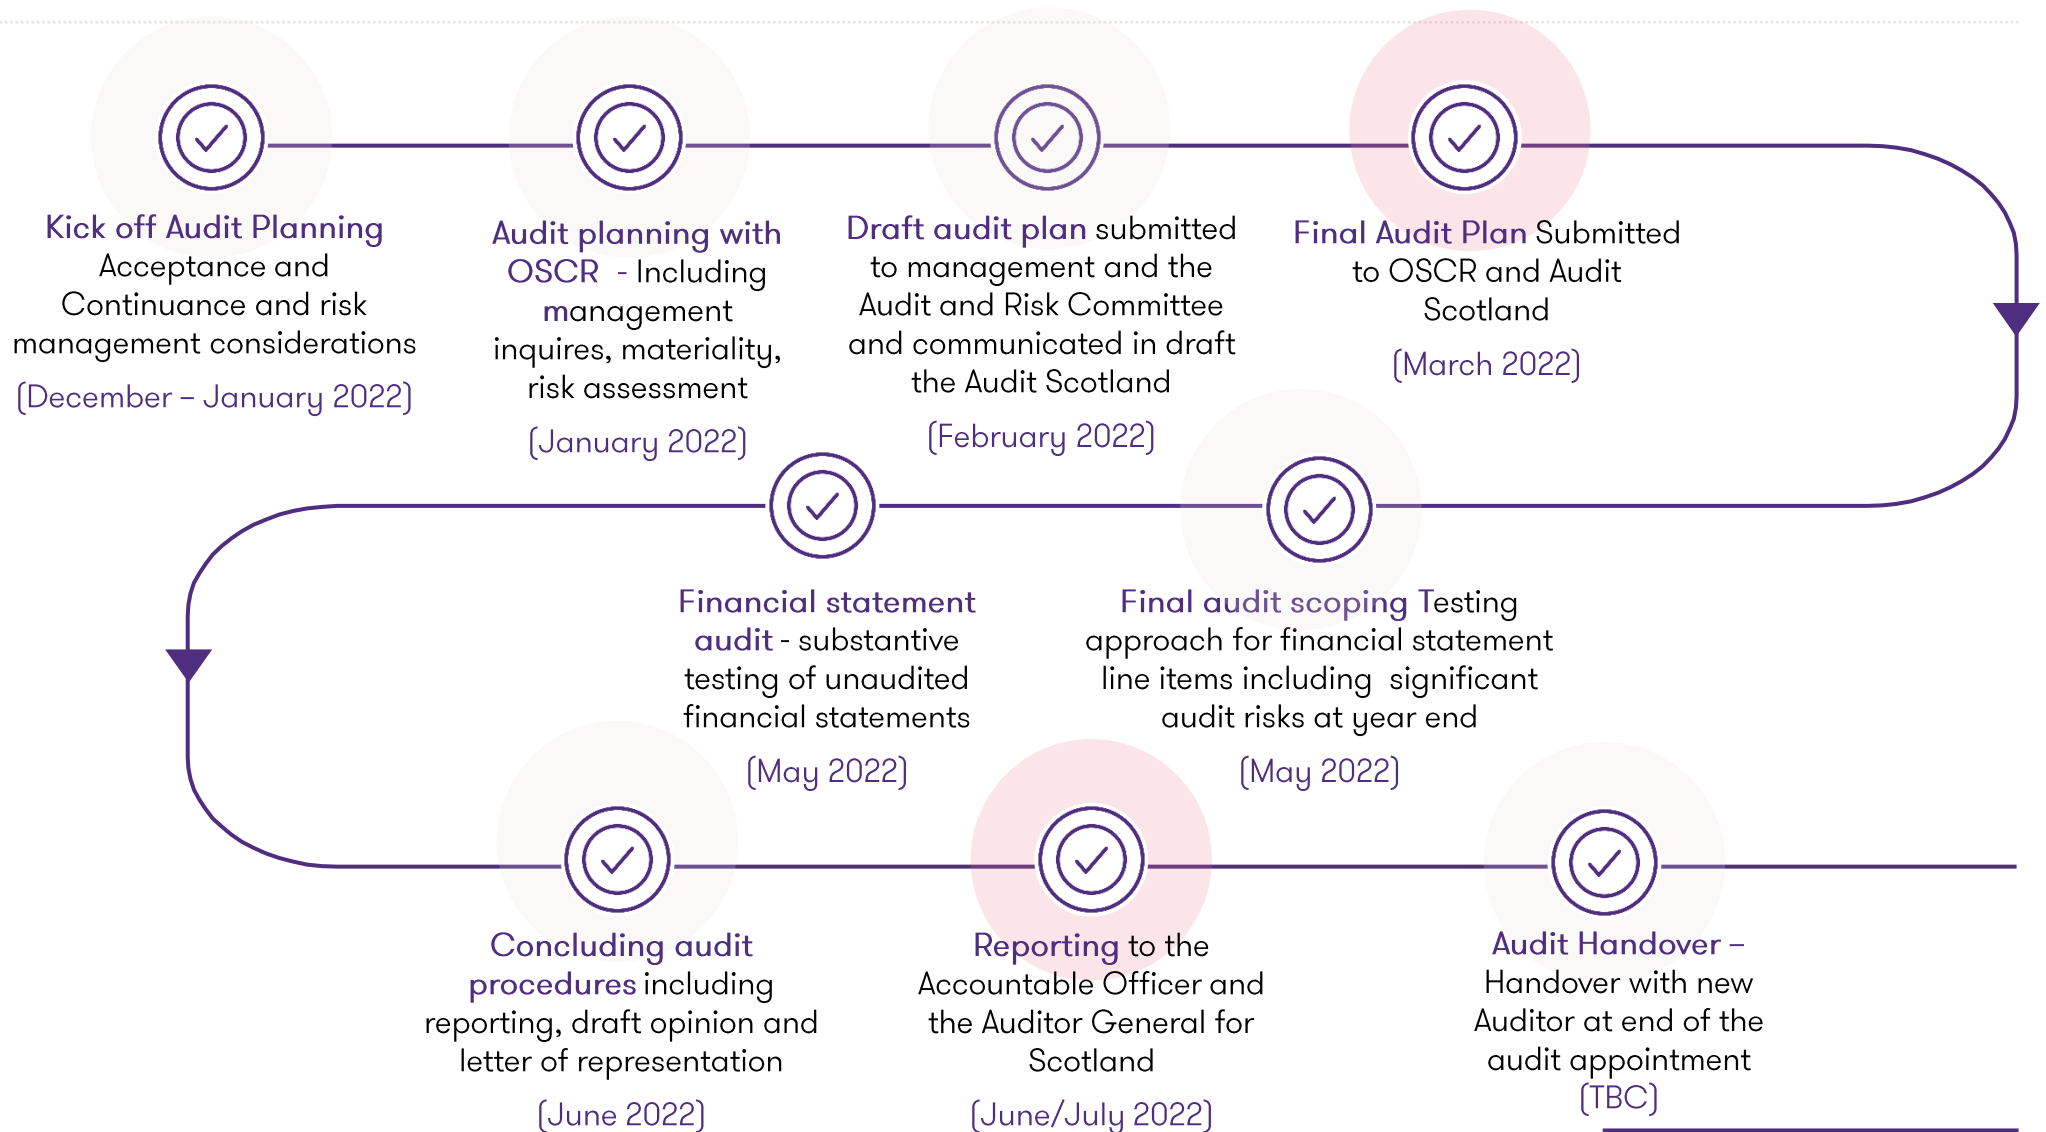 Kick off Audit Planning
Acceptance and
Continuance and risk
management considerations
(December – January 2022)
Audit planning with
OSCR - Including
management
inquires, materiality,
risk assessment
(January 2022)
Draft audit plan submitted
to management and the
Audit and Risk Committee
and communicated in draft
the Audit Scotland
(February 2022)
Final Audit Plan Submitted
to OSCR and Audit
Scotland
(March 2022)
Final audit scoping Testing
approach for financial statement
line items including significant
audit risks at year end
(May 2022)
Financial statement
audit - substantive
testing of unaudited
financial statements
(May 2022)
Concluding audit
procedures including
reporting, draft opinion and
letter of representation
(June 2022)
Reporting to the
Accountable Officer and
the Auditor General for
Scotland
(June/July 2022)
Audit Handover –
Handover with new
Auditor at end of the
audit appointment
(TBC)